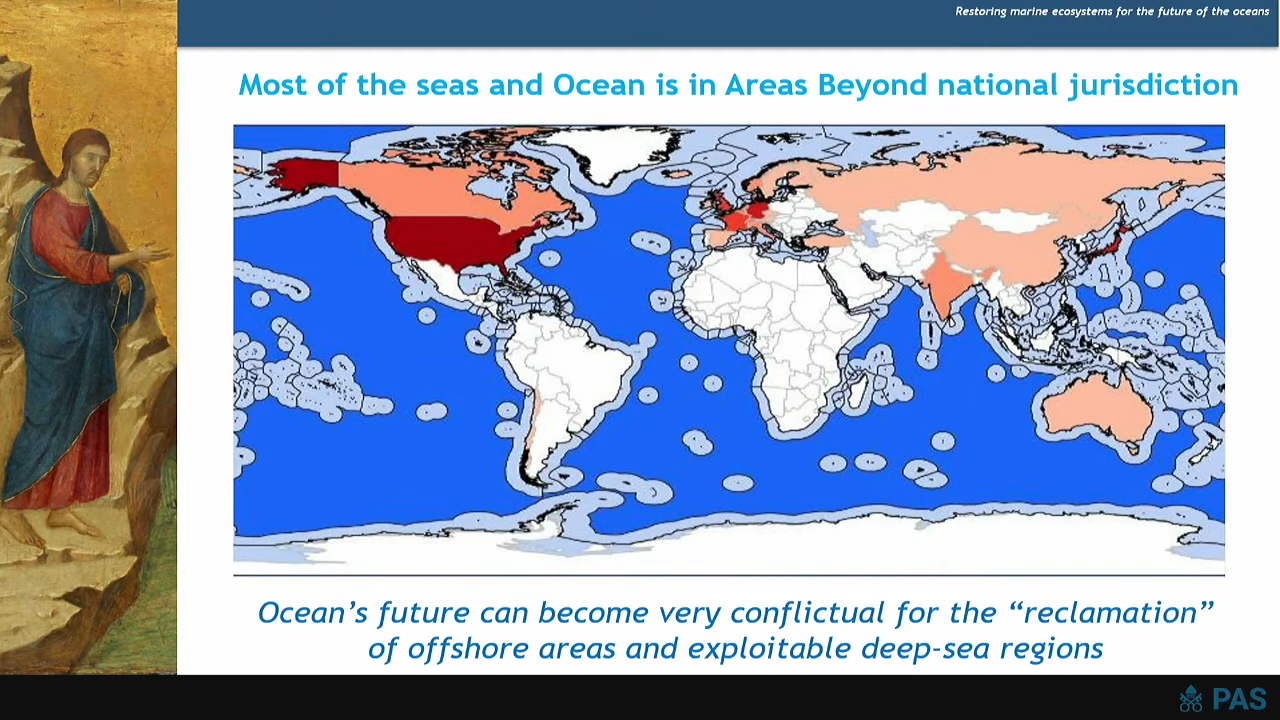 Restoring marine ecosystems for the future of the oceans
Most of the seas and Ocean is in Areas Beyond national jurisdiction
Ocean’s future can become very conflictual for the “reclamation”
of offshore areas and exploitable deep-sea regions
PAS